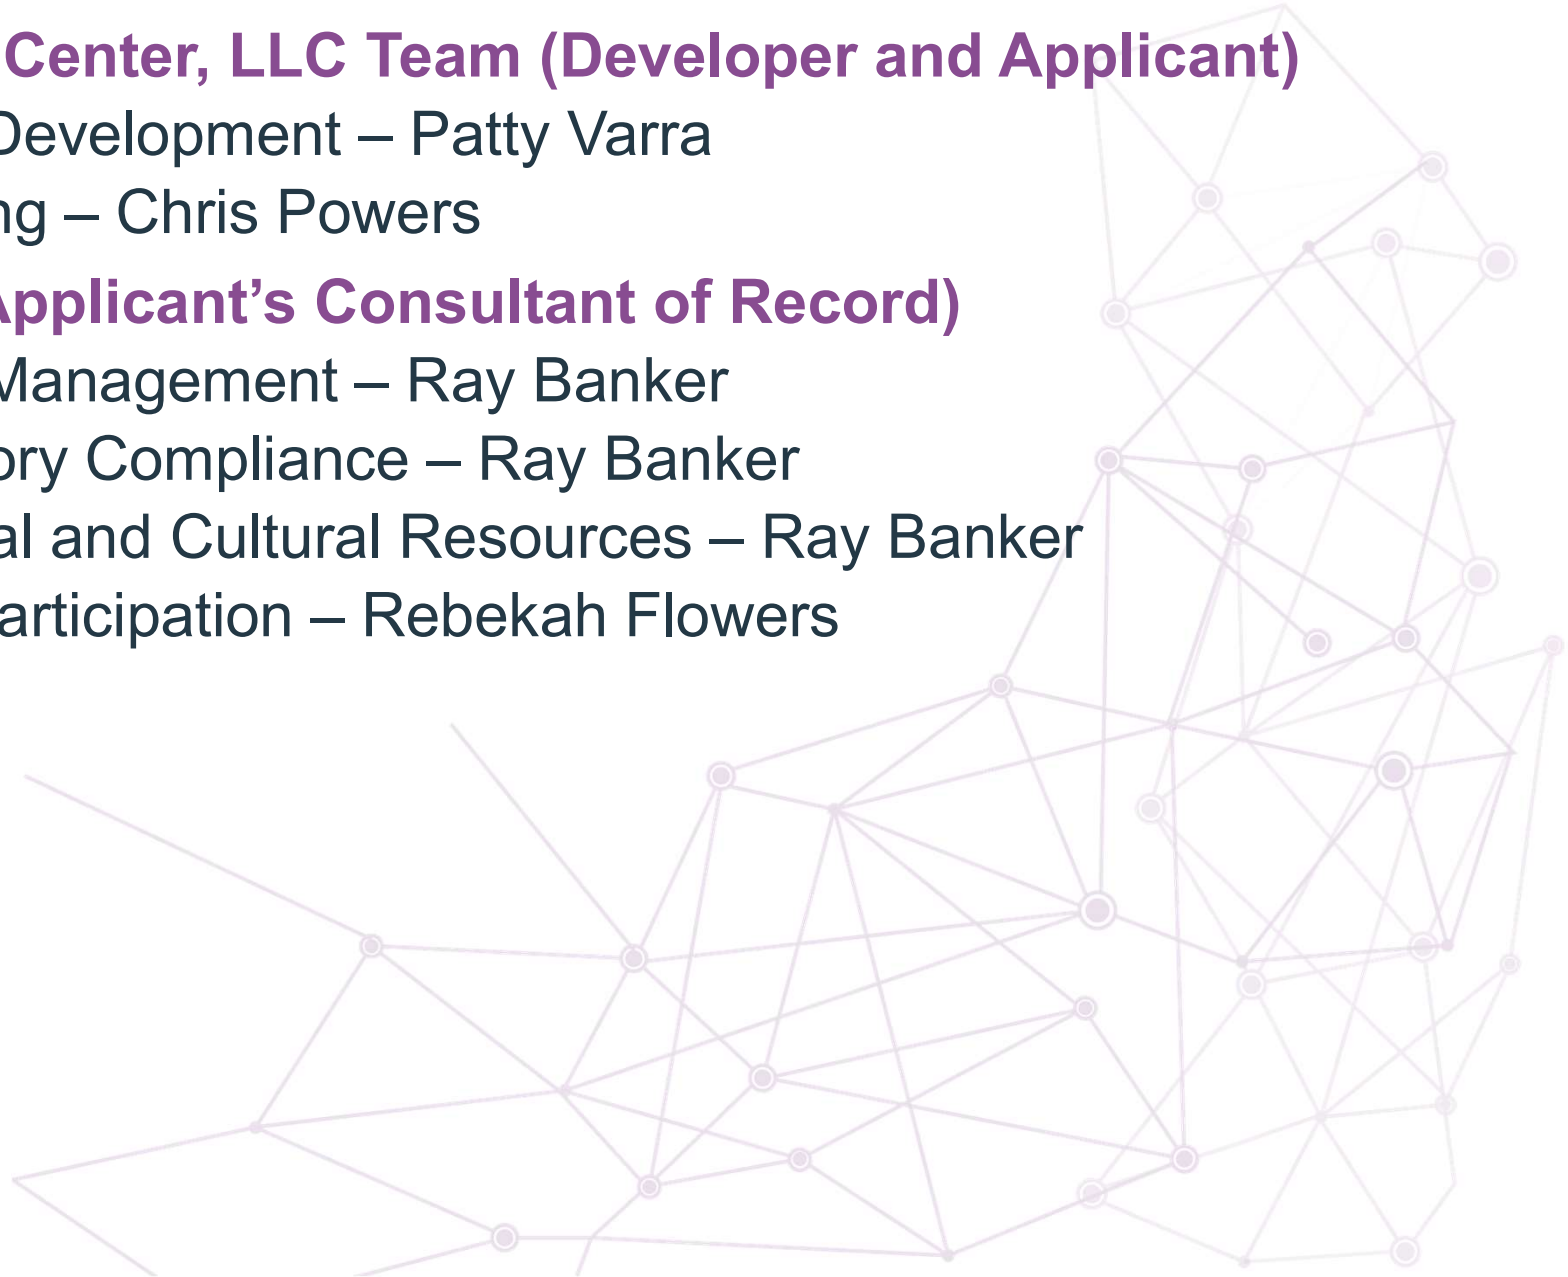 Center, LLC Team (Developer and Applicant)
Development – Patty Varra
ng – Chris Powers
Applicant’s Consultant of Record)
Management – Ray Banker
ory Compliance – Ray Banker
al and Cultural Resources – Ray Banker
articipation – Rebekah Flowers